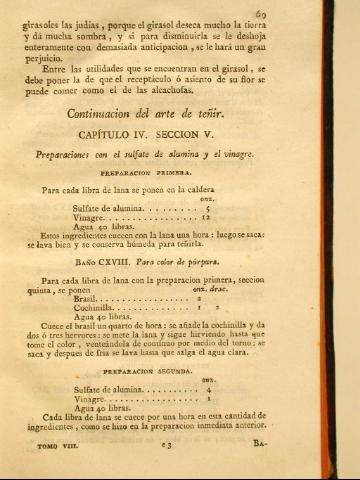 69
girasoles las judías, porque el girasol deseca mucho la tierra
y dá mucha sombra, y si para disminuirla se le deshoja
enteramente con demasiada anticipacion, se le hará un gran
perjuicio.
Entre las utilidades que se encuentran en el girasol, se
debe poner la de que el receptáculo ó asiento de su flor se
puede comer como el de las alcachofas.
Continuacion del arte de teñir.
CAPÍTULO IV. SECCION V.
Preparaciones con el sulfate de alumina y el vinagre.
PREPARACION PRIMERA.
Para cada libra de lana se ponen en la caldera
onz.
Sulfate de alumina........ 5
Vinagre................ 12
Agua 40 libras.
Estos ingredientes cuecen con la lana una hora: luego se saca:
se lava bien y se conserva húmeda para teñirla.
BAÑO CXVIII. Para color de púrpura.
Para cada libra de lana con la preparacion primera, seccion
quinta, se ponen onz. drac.
Brasil............. 2
Cochinilla............ 1 2
Agua 40 libras.
Cuece el brasil un quarto de hora: se añade la cochinilla y da
dos ó tres hervores: se mete la lana y sigue hirviendo hasta que
tome el color, venteándola de continuo por medio del torno; se
saca y despues de fria se lava hasta que salga el agua clara.
PREPARACION SEGUNDA.
onz.
Sulfate de alumina......... 4
Vinagre................ 1
Agua 40 libras.
Cada libra de lana se cuece por una hora en esta cantidad de
ingredientes, como se hizo en la preparacion inmediata anterior.
TOMO VIII. e3 BA-